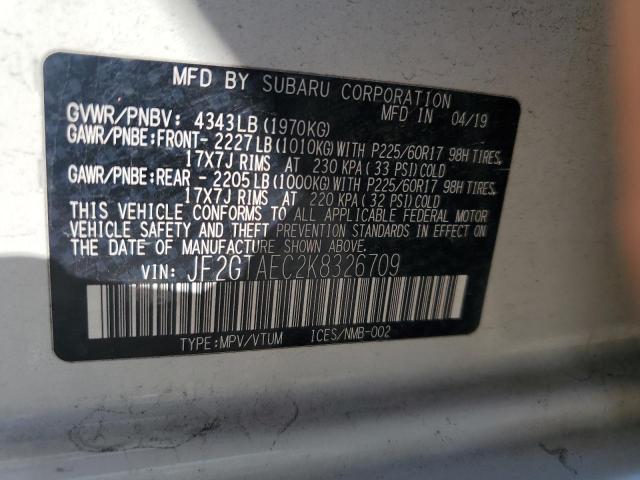 MFD BY SUBARU CORPORATION
MFD IN 04/19
GVWR/PNBV: 4343LB(1970KG)
GAWR/PNBE:FRONT- 2227LB(1010KG)WITH P225/60R17 98H TIRES,
17X7J RIMS AT 230 KPA(33 PSI)COLD
GAWR/PNBE:REAR - 2205LB(1000KG)WITH P225/60R17 98H TIRES,
17X7J RIMS AT 220 KPA(32 PSI)COLD
THIS VEHICLE CONFORMS TO ALL APPLICABLE FEDERAL MOTOR
VEHICLE SAFETY AND THEFT PREVENTION STANDARDS IN EFFECT ON
THE DATE OF MANUFACTURE SHOWN ABOVE.
VIN: JF2GTAEC2K8326709
TYPE:MPV/VTUM ICES/NMB-002